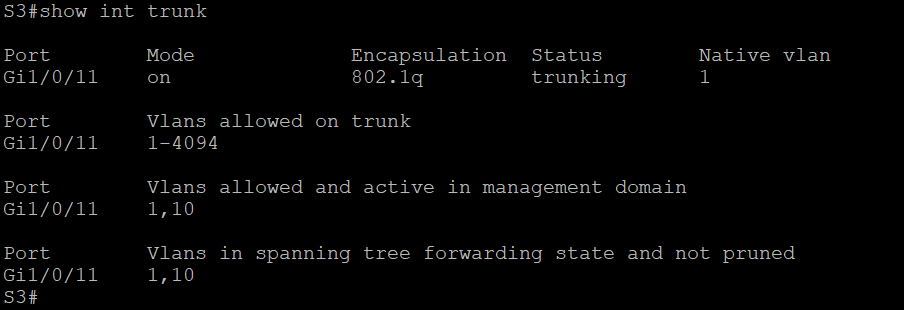 S3#show int trunk
Port        Mode             Encapsulation  Status        Native vlan
Gi1/0/11    on               802.1q         trunking      1
Port        Vlans allowed on trunk
Gi1/0/11    1-4094
Port        Vlans allowed and active in management domain
Gi1/0/11    1,10
Port        Vlans in spanning tree forwarding state and not pruned
Gi1/0/11    1,10
S3#